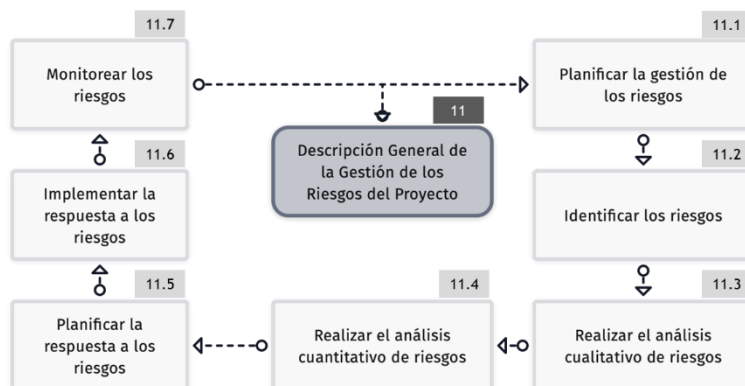 11.7
Monitorear los
riesgos
11.1
Planificar la gestión de
los riesgos
11
Descripción General de
la Gestión de los
Riesgos del Proyecto
11.6
Implementar la
respuesta a los
riesgos
11.2
Identificar los riesgos
11.5
Planificar la
respuesta a los
riesgos
11.4
Realizar el análisis
cuantitativo de riesgos
11.3
Realizar el análisis
cualitativo de riesgos